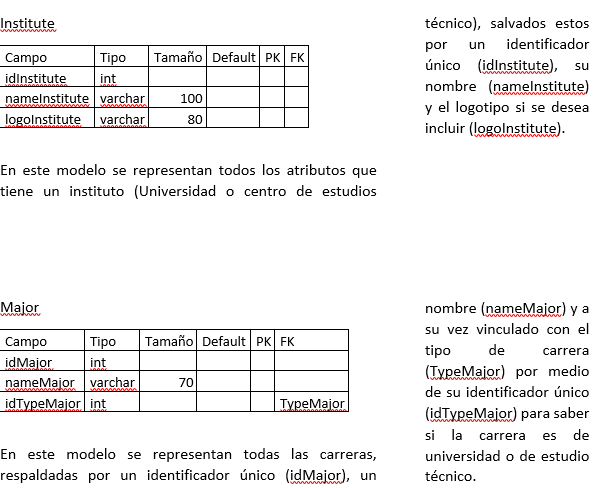 Institute
Campo Tipo Tamaño Default PK FK
idInstitute int
nameInstitute varchar 100
logoInstitute varchar 80
En este modelo se representan todos los atributos que
tiene un instituto (Universidad o centro de estudios
técnico), salvados estos
por un identificador
único (idInstitute), su
nombre (nameInstitute)
y el logotipo si se desea
incluir (logoInstitute).
Major
Campo Tipo Tamaño Default PK FK
idMajor int
nameMajor varchar 70
idTypeMajor int TypeMajor
En este modelo se representan todas las carreras,
respaldadas por un identificador único (idMajor), un
nombre (nameMajor) y a
su vez vinculado con el
tipo de carrera
(TypeMajor) por medio
de su identificador único
(idTypeMajor) para saber
si la carrera es de
universidad o de estudio
técnico.